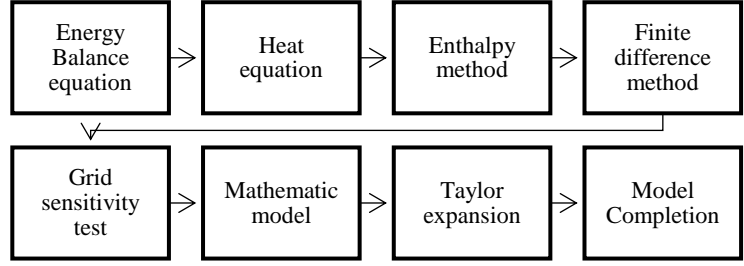 Energy
Balance
equation
Heat
equation
Enthalpy
method
Finite
difference
method
Grid
sensitivity
test
Mathematic
model
Taylor
expansion
Model
Completion